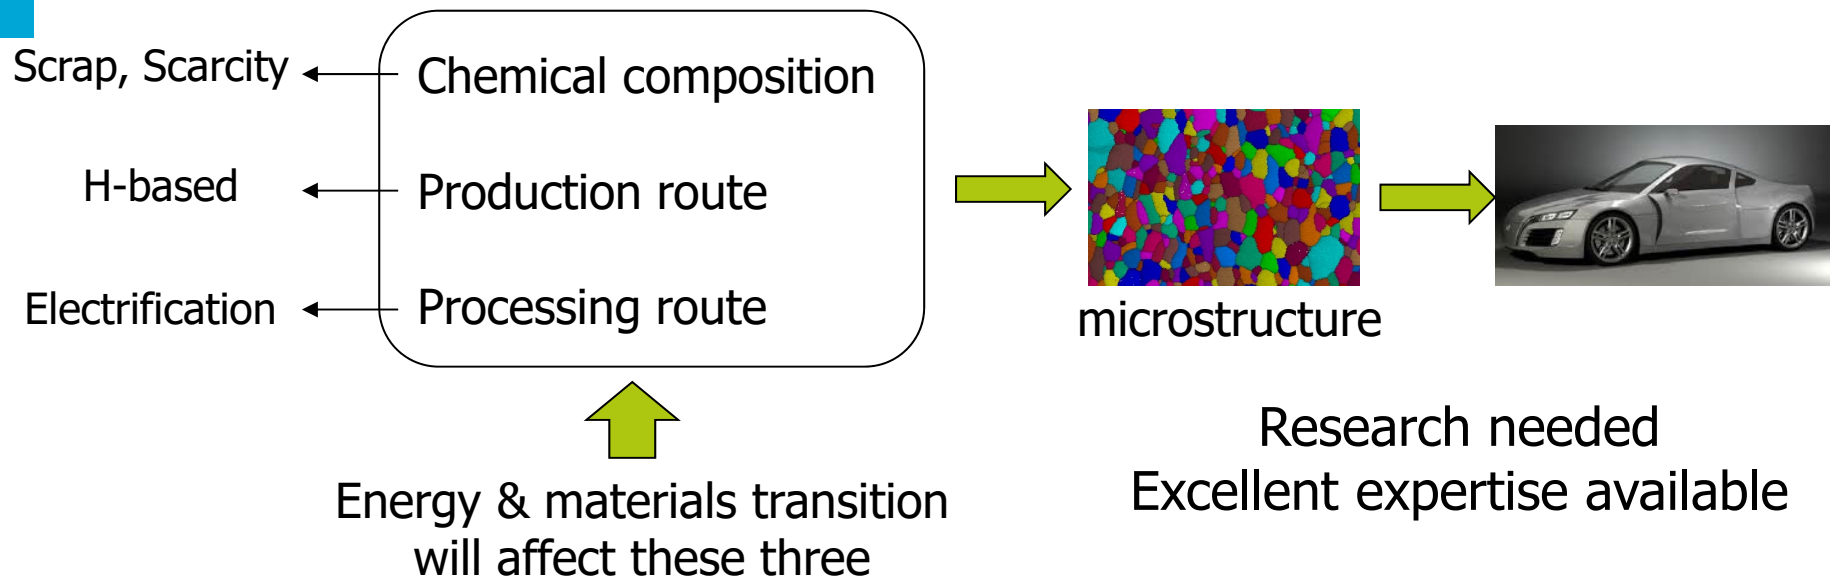 Scrap, Scarcity
Chemical composition
H-based
Production route
Electrification
Processing route
microstructure
Energy & materials transition
will affect these three
Research needed
Excellent expertise available